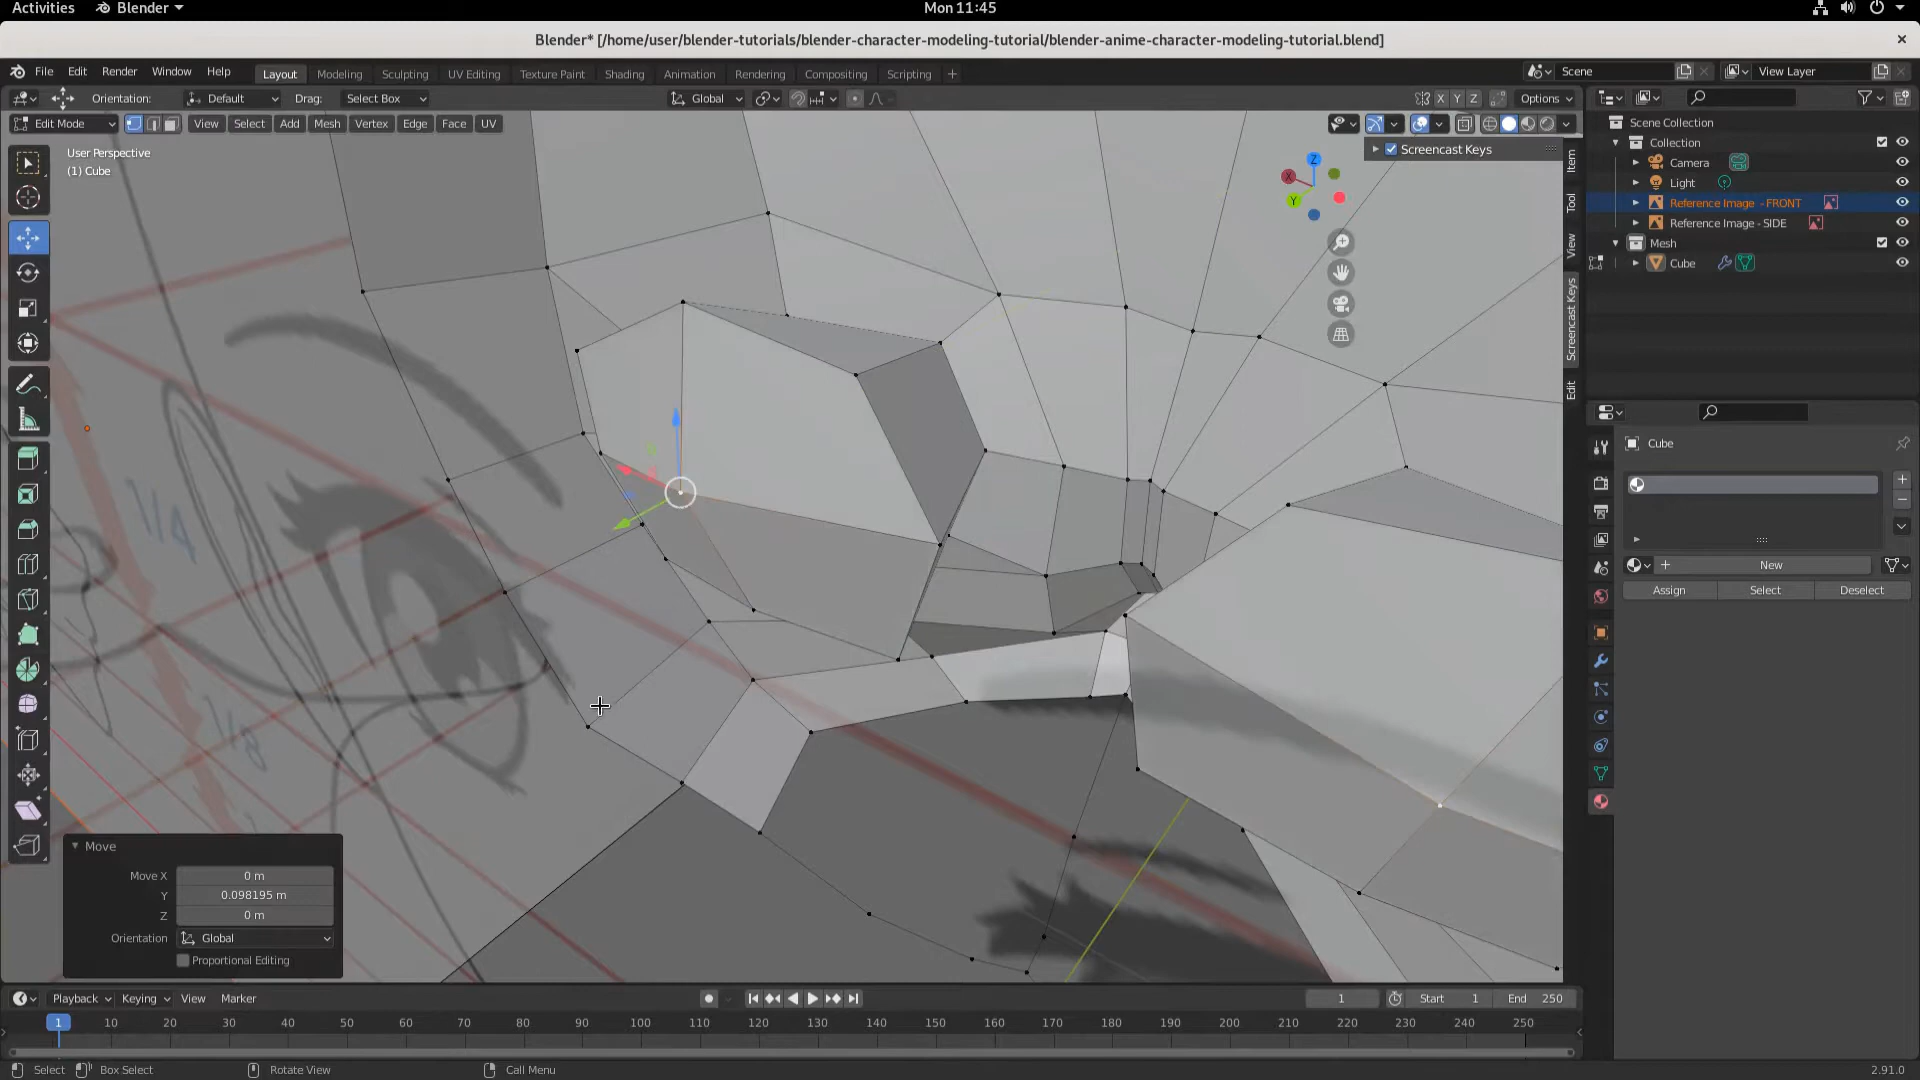 Activities Blender Mon 11:45
Blender* [/home/user/blender-tutorials/blender-character-modeling-tutorial/blender-anime-character-modeling-tutorial.blend]
File Edit Render Window Help Layout Modeling Sculpting UV Editing Texture Paint Shading Animation Rendering Compositing Scripting Scene View Layer
Orientation: Default Drag: Select Box Global X Y Z Options
Edit Mode View Select Add Mesh Vertex Edge Face UV
User Perspective
(1) Cube
Screencast Keys
Z
X
Y
Item
Tool
View
Screencast Keys
Edit
Scene Collection
Collection
Camera
Light
Reference Image - FRONT
Reference Image - SIDE
Mesh
Cube
Cube
New
Assign Select Deselect
1/4
1/8
Move
Move X 0 m
Y 0.098195 m
Z 0 m
Orientation Global
Proportional Editing
Playback Keying View Marker 1 Start 1 End 250
1 10 20 30 40 50 60 70 80 90 100 110 120 130 140 150 160 170 180 190 200 210 220 230 240 250
Select Box Select Rotate View Call Menu 2.91.0